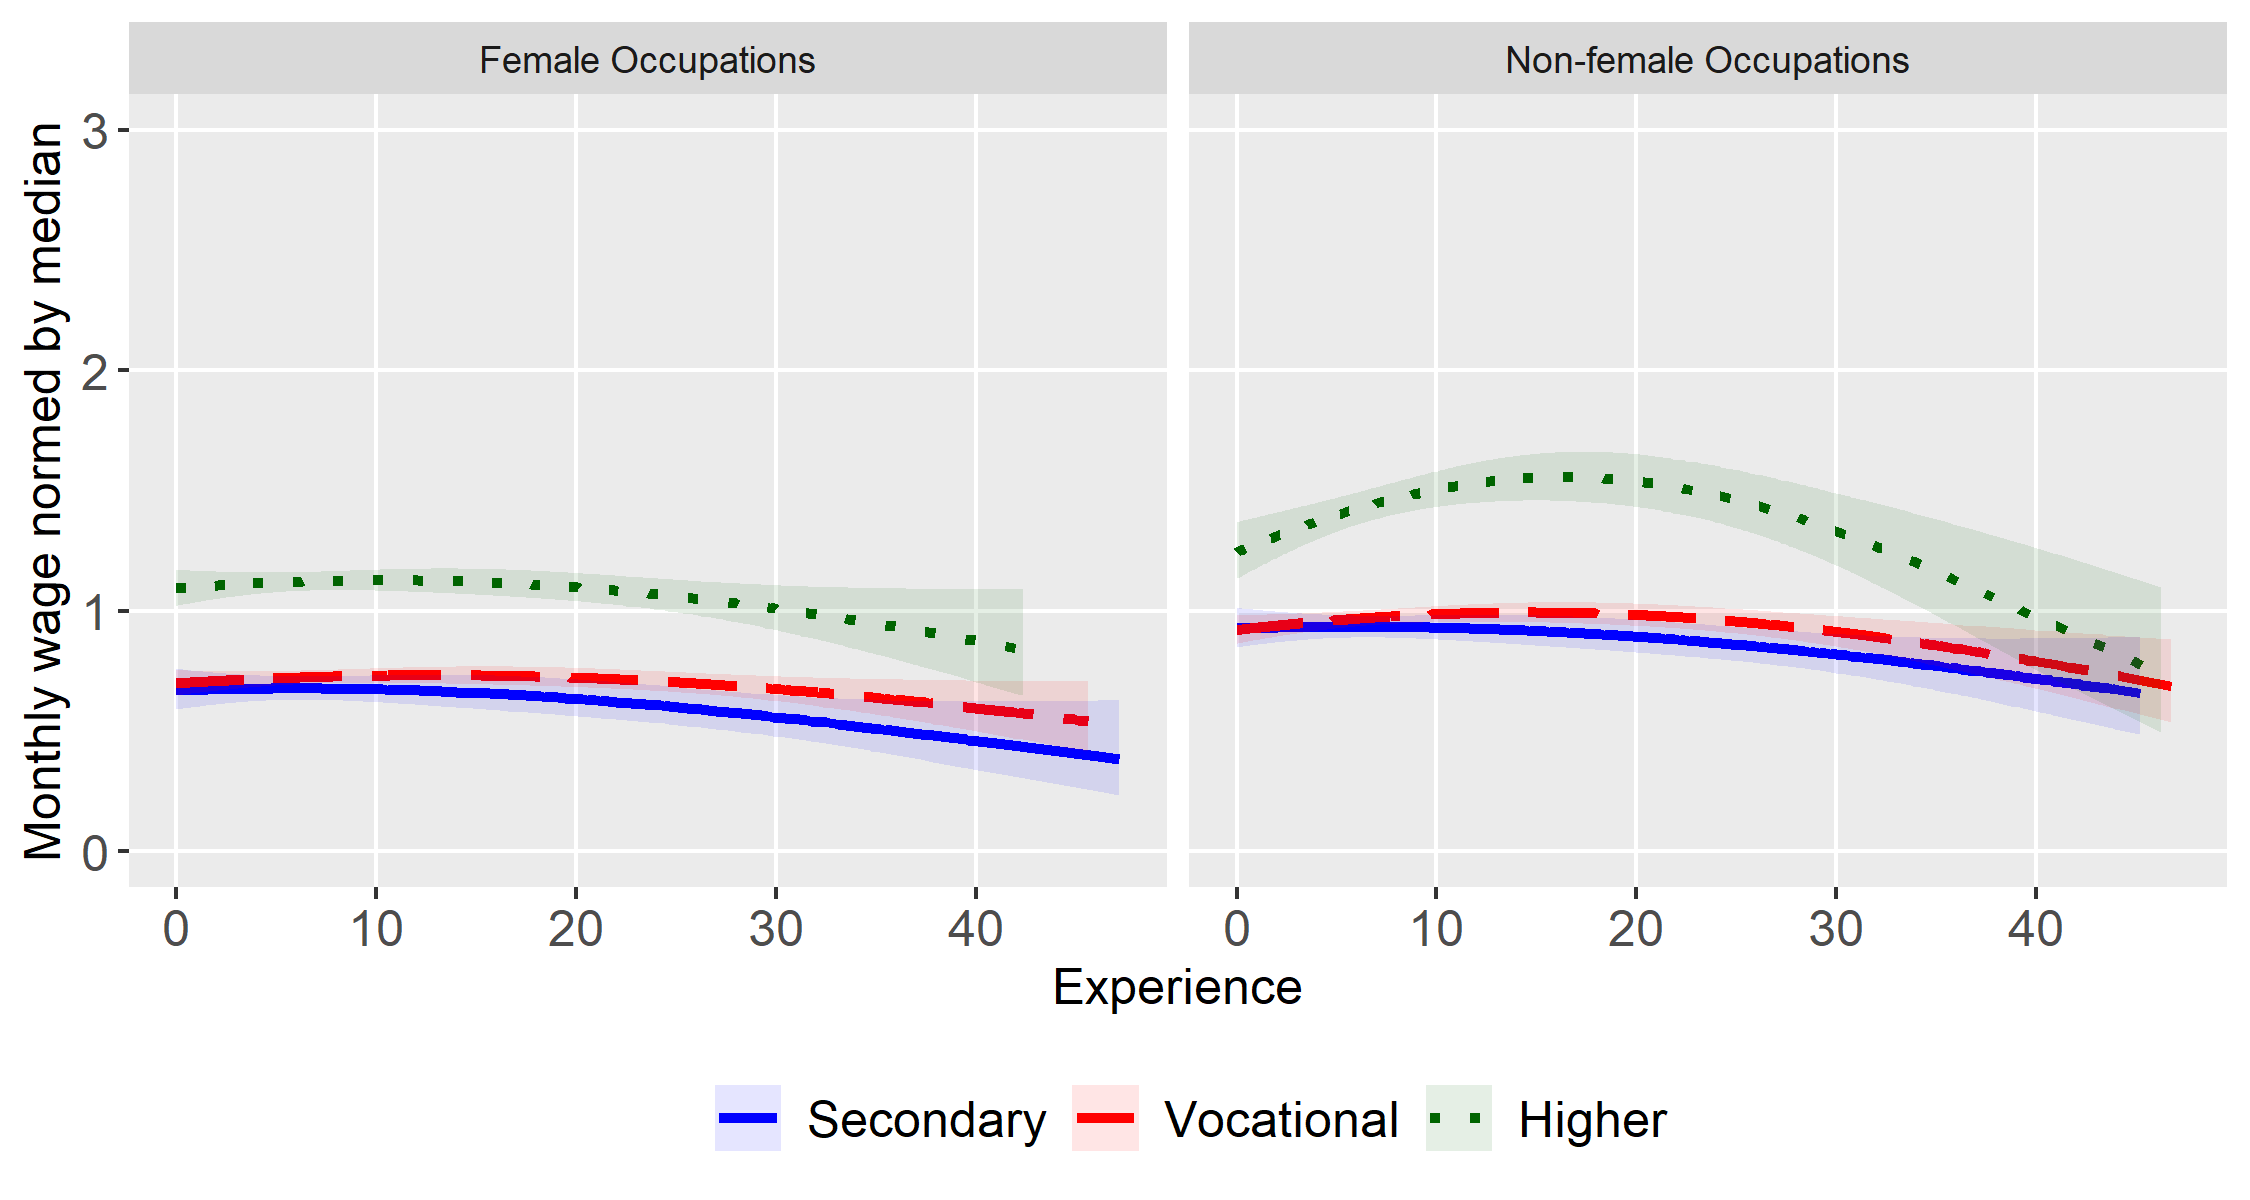 Female Occupations
Non-female Occupations
Monthly wage normed by median
3
2
1
0
0 10 20 30 40
0 10 20 30 40
Experience
Secondary Vocational Higher